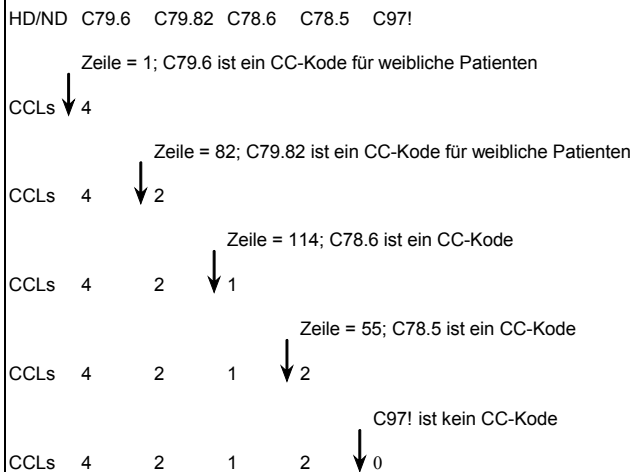 HD/ND C79.6 C79.82 C78.6 C78.5 C97!
Zeile = 1; C79.6 ist ein CC-Kode für weibliche Patienten
CCLs 4
Zeile = 82; C79.82 ist ein CC-Kode für weibliche Patienten
CCLs 4 2
Zeile = 114; C78.6 ist ein CC-Kode
CCLs 4 2 1
Zeile = 55; C78.5 ist ein CC-Kode
CCLs 4 2 1 2
C97! ist kein CC-Kode
CCLs 4 2 1 2 0